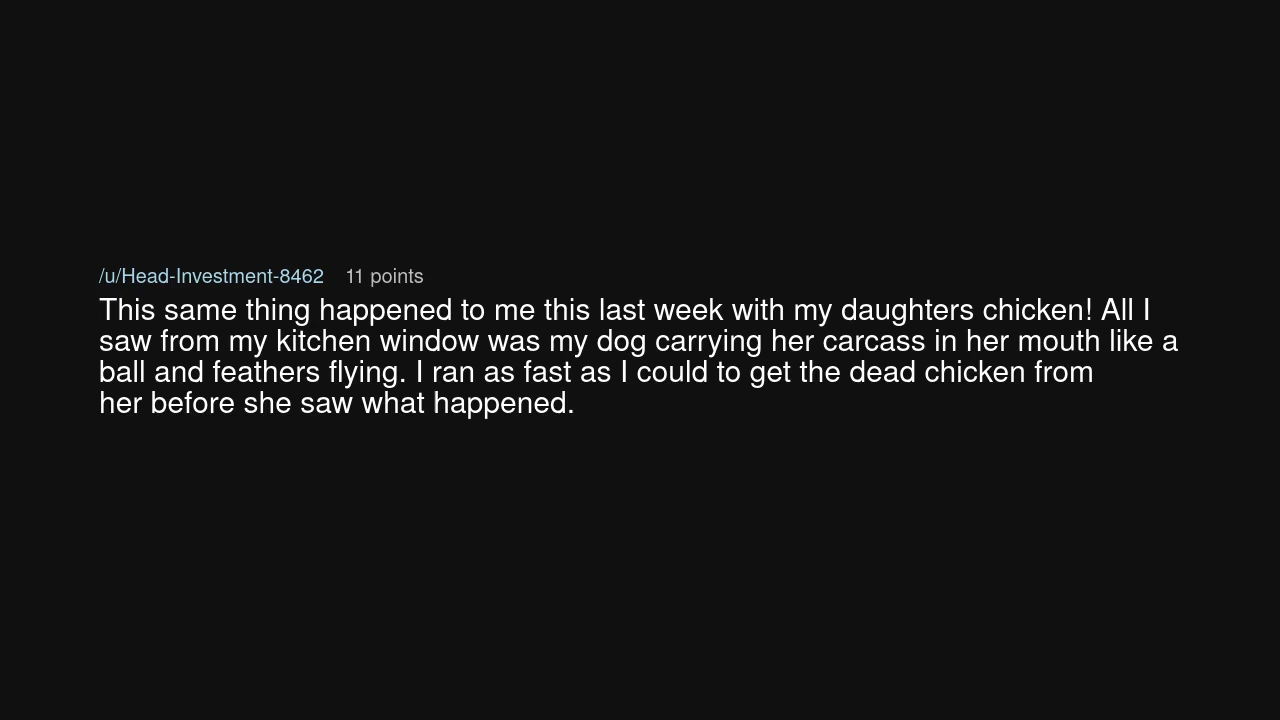 /u/Head-Investment-8462 11 points
This same thing happened to me this last week with my daughters chicken! All I
saw from my kitchen window was my dog carrying her carcass in her mouth like a
ball and feathers flying. I ran as fast as I could to get the dead chicken from
her before she saw what happened.